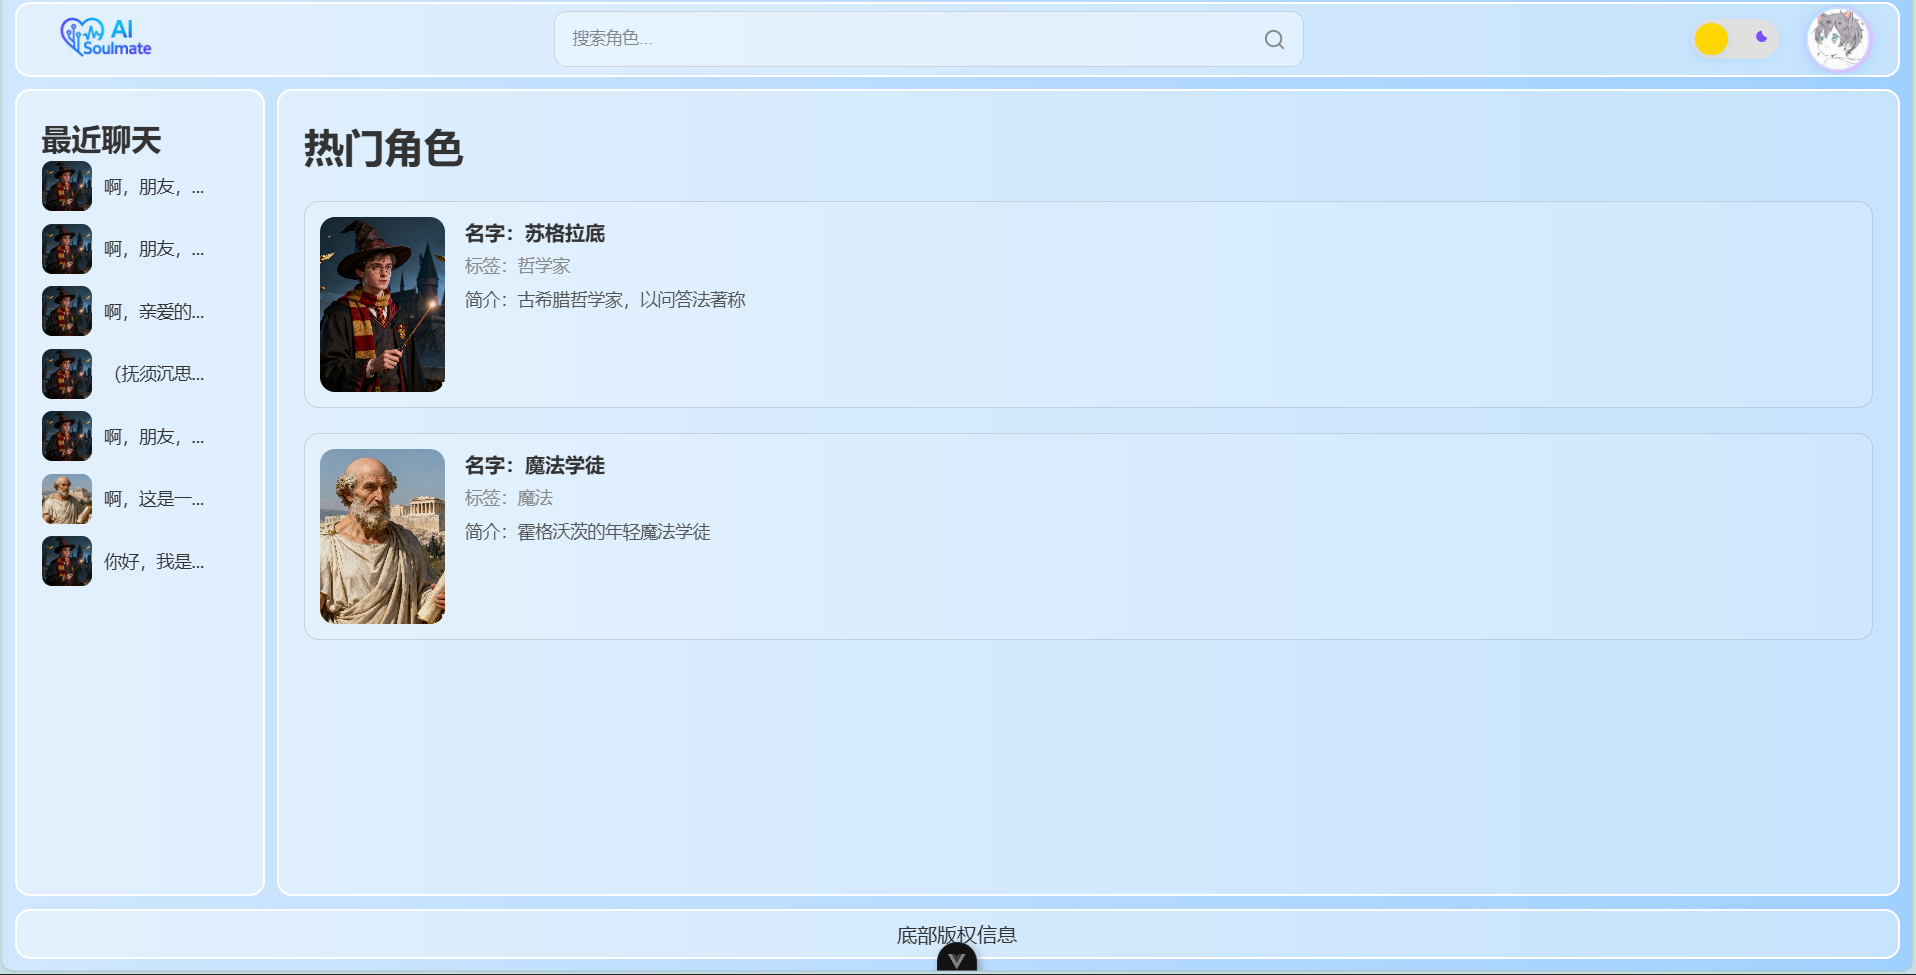 AI
Soulmate
搜索角色...
最近聊天
啊，朋友，...
啊，朋友，...
啊，亲爱的...
（抚须沉思...
啊，朋友，...
啊，这是一...
你好，我是...
热门角色
名字：苏格拉底
标签：哲学家
简介：古希腊哲学家，以问答法著称
名字：魔法学徒
标签：魔法
简介：霍格沃茨的年轻魔法学徒
底部版权信息